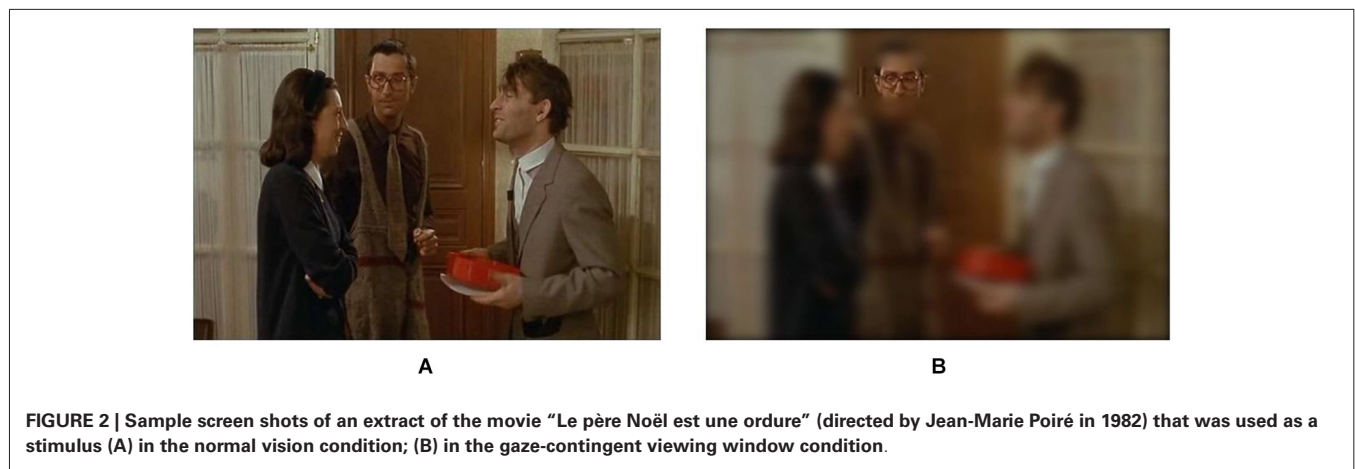 A
B
FIGURE 2 | Sample screen shots of an extract of the movie “Le père Noël est une ordure” (directed by Jean-Marie Poiré in 1982) that was used as a
stimulus (A) in the normal vision condition; (B) in the gaze-contingent viewing window condition.